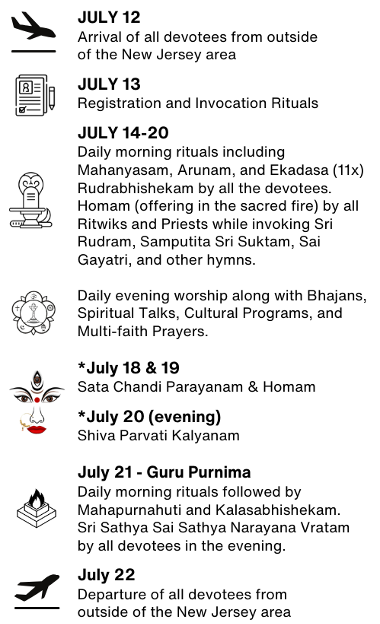 JULY 12
Arrival of all devotees from outside
of the New Jersey area
JULY 13
Registration and Invocation Rituals
JULY 14-20
Daily morning rituals including
Mahanyasam, Arunam, and Ekadasa (11x)
Rudrabhishekam by all the devotees.
Homam (offering in the sacred fire) by all
Ritwiks and Priests while invoking Sri
Rudram, Samputita Sri Suktam, Sai
Gayatri, and other hymns.
Daily evening worship along with Bhajans,
Spiritual Talks, Cultural Programs, and
Multi-faith Prayers.
*July 18 & 19
Sata Chandi Parayanam & Homam
*July 20 (evening)
Shiva Parvati Kalyanam
July 21 - Guru Purnima
Daily morning rituals followed by
Mahapurnahuti and Kalasabhishekam.
Sri Sathya Sai Sathya Narayana Vratam
by all devotees in the evening.
July 22
Departure of all devotees from
outside of the New Jersey area